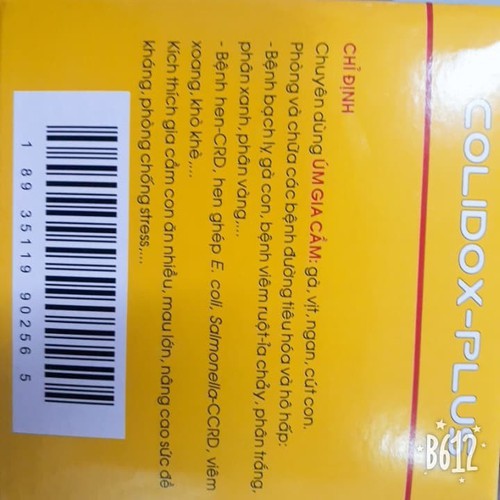 COLIDOX-PLUS
CHỈ ĐỊNH
Chuyên dùng ÚM GIA CẦM: gà, vịt, ngan, cút con.
Phòng và chữa các bệnh đường tiêu hóa và hô hấp:
- Bệnh bạch lỵ gà con, bệnh viêm ruột-ỉa chảy, phân trắng,
phân xanh, phân vàng,...
- Bệnh hen-CRD, hen ghép E. coli, Salmonella-CCRD, viêm
xoang, khò khè,...
Kích thích gia cầm con ăn nhiều, mau lớn, nâng cao sức đề
kháng, phòng chống stress,...
1 89 35119 90256 5
B612